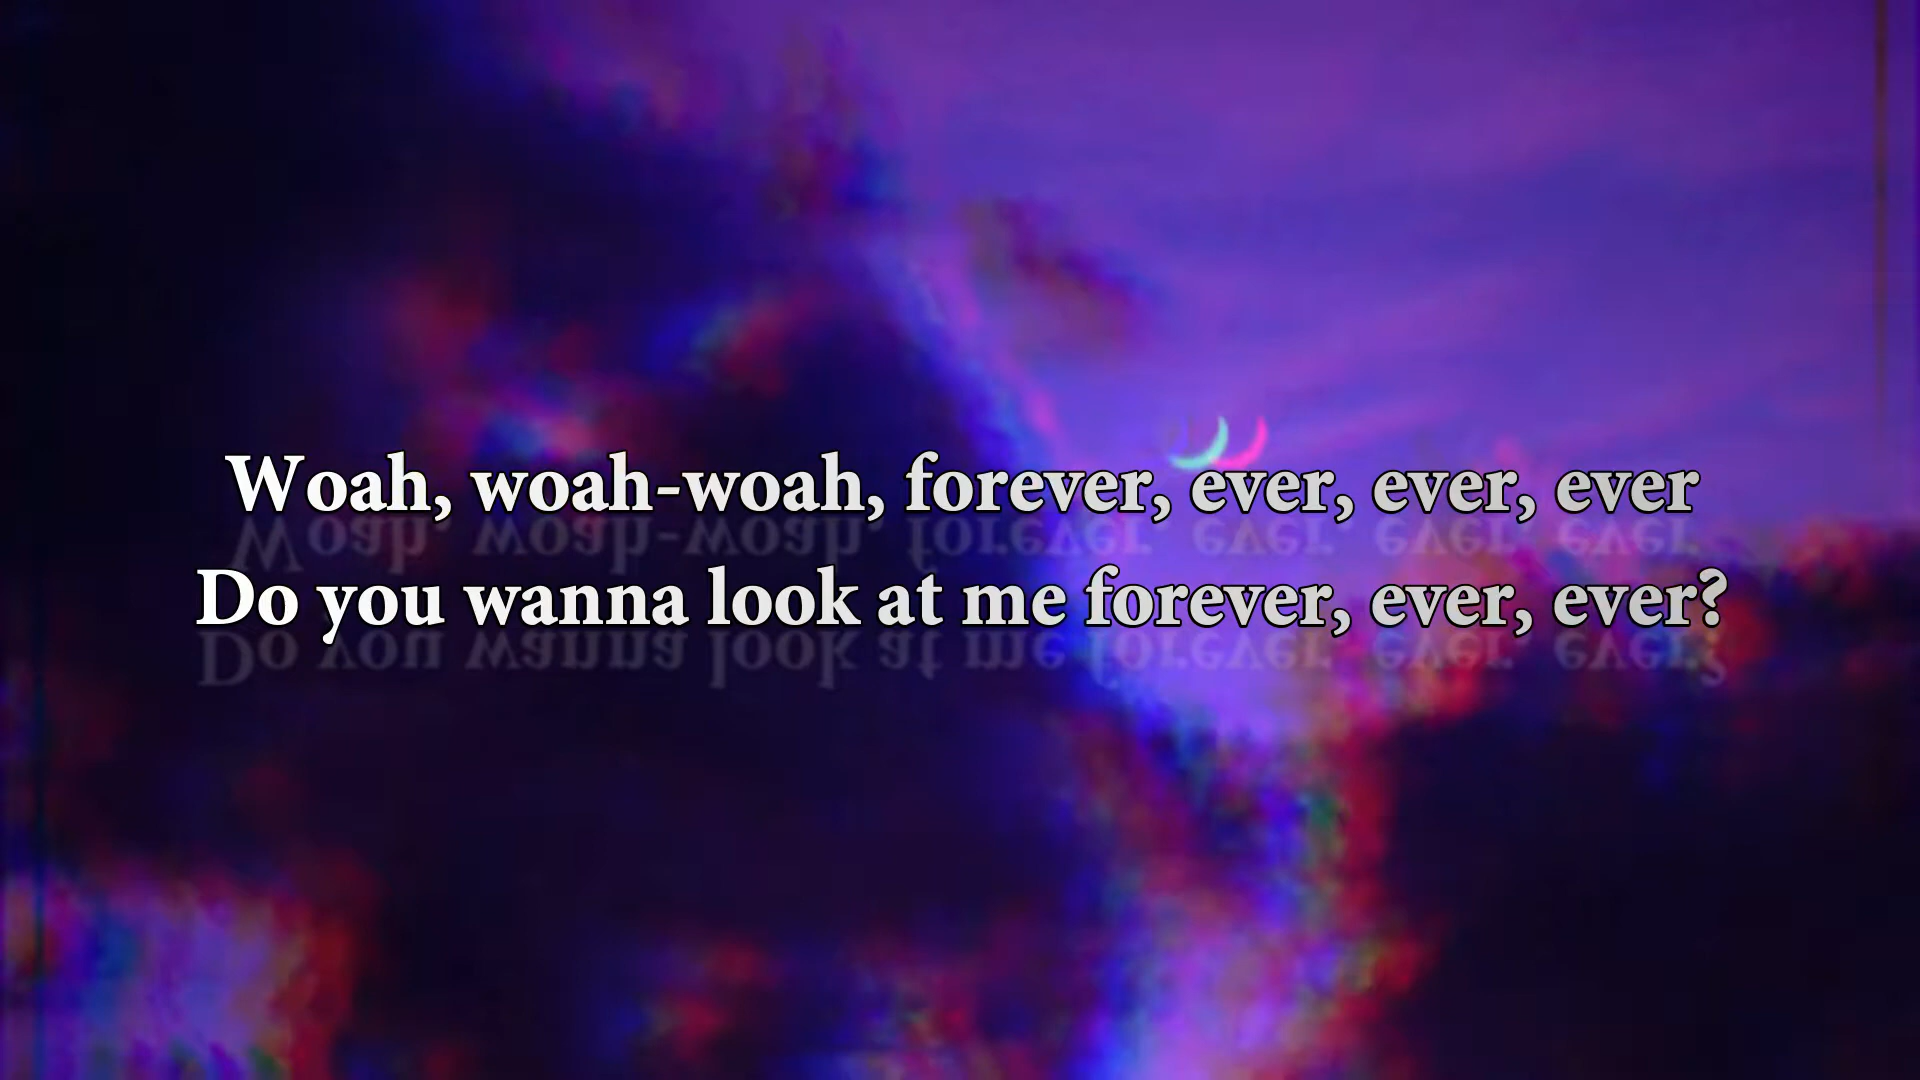 Woah, woah-woah, forever, ever, ever, ever
Do you wanna look at me forever, ever, ever?